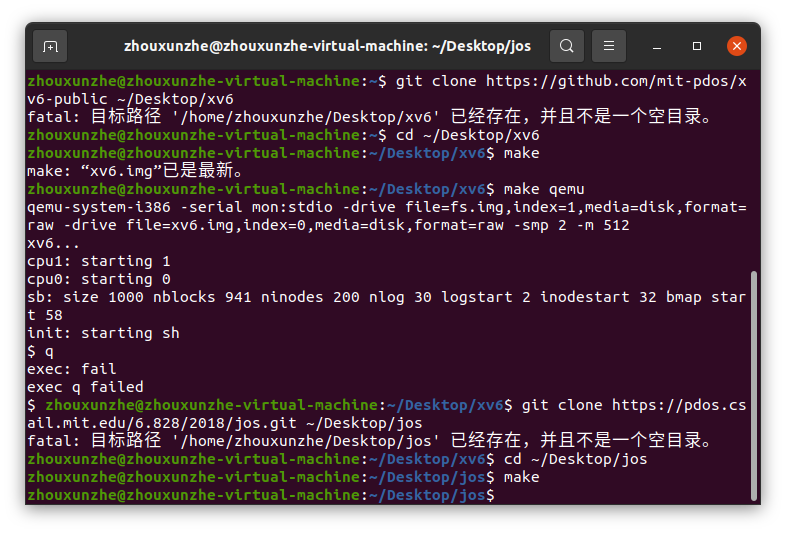 zhouxunzhe@zhouxunzhe-virtual-machine: ~/Desktop/jos
zhouxunzhe@zhouxunzhe-virtual-machine:~$ git clone https://github.com/mit-pdos/x
v6-public ~/Desktop/xv6
fatal: 目标路径 '/home/zhouxunzhe/Desktop/xv6' 已经存在，并且不是一个空目录。
zhouxunzhe@zhouxunzhe-virtual-machine:~$ cd ~/Desktop/xv6
zhouxunzhe@zhouxunzhe-virtual-machine:~/Desktop/xv6$ make
make: “xv6.img”已是最新。
zhouxunzhe@zhouxunzhe-virtual-machine:~/Desktop/xv6$ make qemu
qemu-system-i386 -serial mon:stdio -drive file=fs.img,index=1,media=disk,format=
raw -drive file=xv6.img,index=0,media=disk,format=raw -smp 2 -m 512
xv6...
cpu1: starting 1
cpu0: starting 0
sb: size 1000 nblocks 941 ninodes 200 nlog 30 logstart 2 inodestart 32 bmap star
t 58
init: starting sh
$ q
exec: fail
exec q failed
$ zhouxunzhe@zhouxunzhe-virtual-machine:~/Desktop/xv6$ git clone https://pdos.cs
ail.mit.edu/6.828/2018/jos.git ~/Desktop/jos
fatal: 目标路径 '/home/zhouxunzhe/Desktop/jos' 已经存在，并且不是一个空目录。
zhouxunzhe@zhouxunzhe-virtual-machine:~/Desktop/xv6$ cd ~/Desktop/jos
zhouxunzhe@zhouxunzhe-virtual-machine:~/Desktop/jos$ make
zhouxunzhe@zhouxunzhe-virtual-machine:~/Desktop/jos$